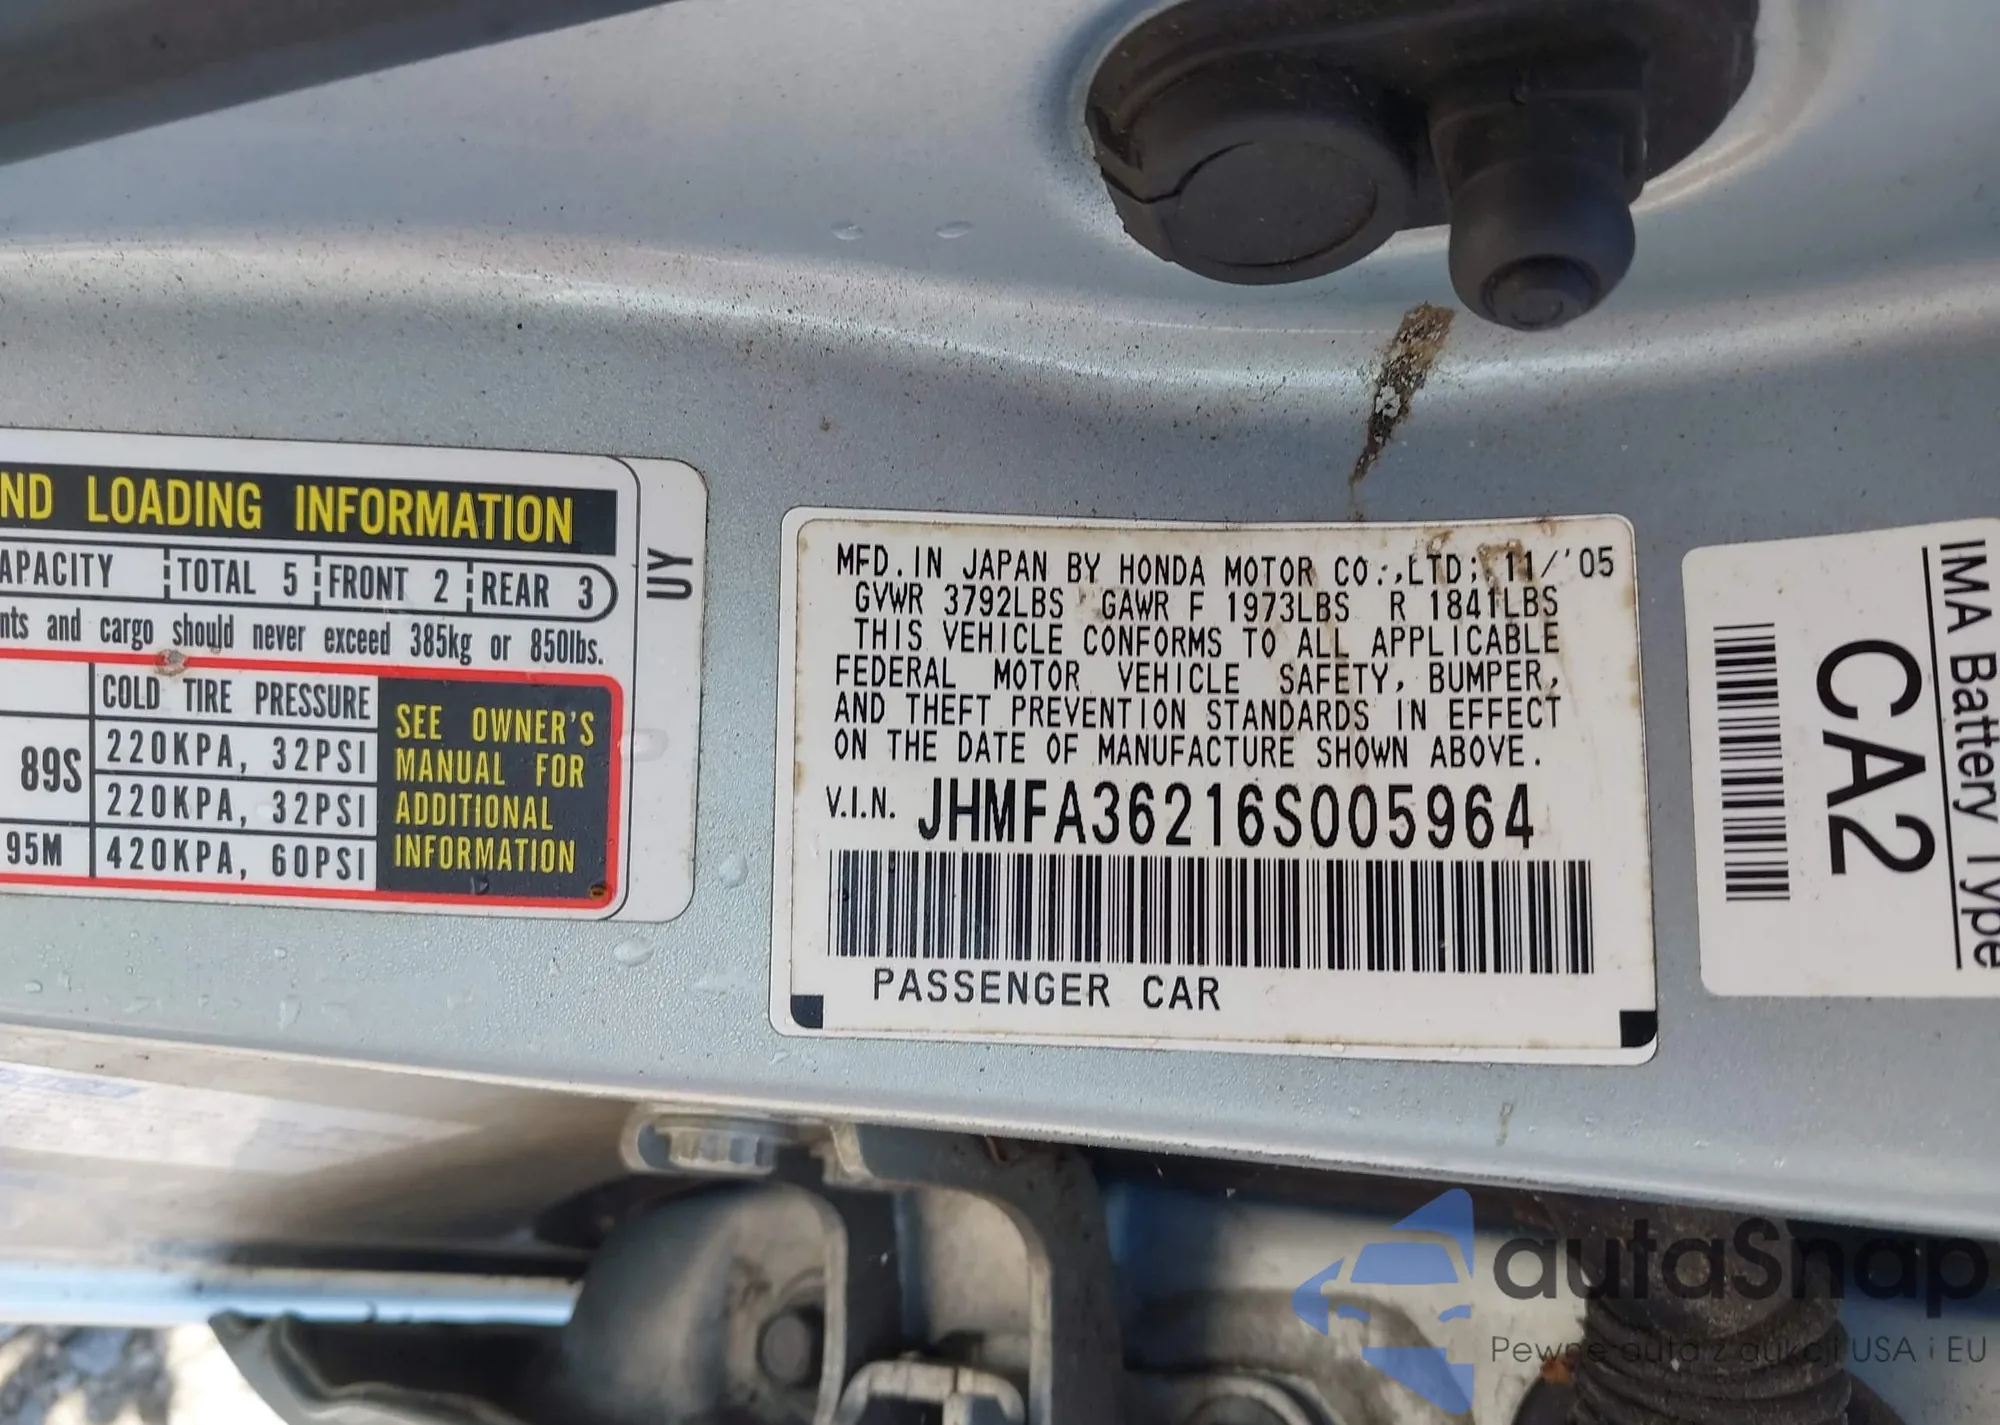 ND LOADING INFORMATION
APACITY TOTAL 5 FRONT 2 REAR 3
nts and cargo should never exceed 385kg or 850lbs.
COLD TIRE PRESSURE
89S 220KPA, 32PSI
220KPA, 32PSI
95M 420KPA, 60PSI
SEE OWNER'S
MANUAL FOR
ADDITIONAL
INFORMATION
UY
MFD. IN JAPAN BY HONDA MOTOR CO.,LTD; 11/'05
GVWR 3792LBS GAWR F 1973LBS R 1841LBS
THIS VEHICLE CONFORMS TO ALL APPLICABLE
FEDERAL MOTOR VEHICLE SAFETY, BUMPER,
AND THEFT PREVENTION STANDARDS IN EFFECT
ON THE DATE OF MANUFACTURE SHOWN ABOVE.
V.I.N. JHMFA36216S005964
PASSENGER CAR
IMA Battery Type
CA2
autaSnap
Pewne auta z aukcji USA i EU